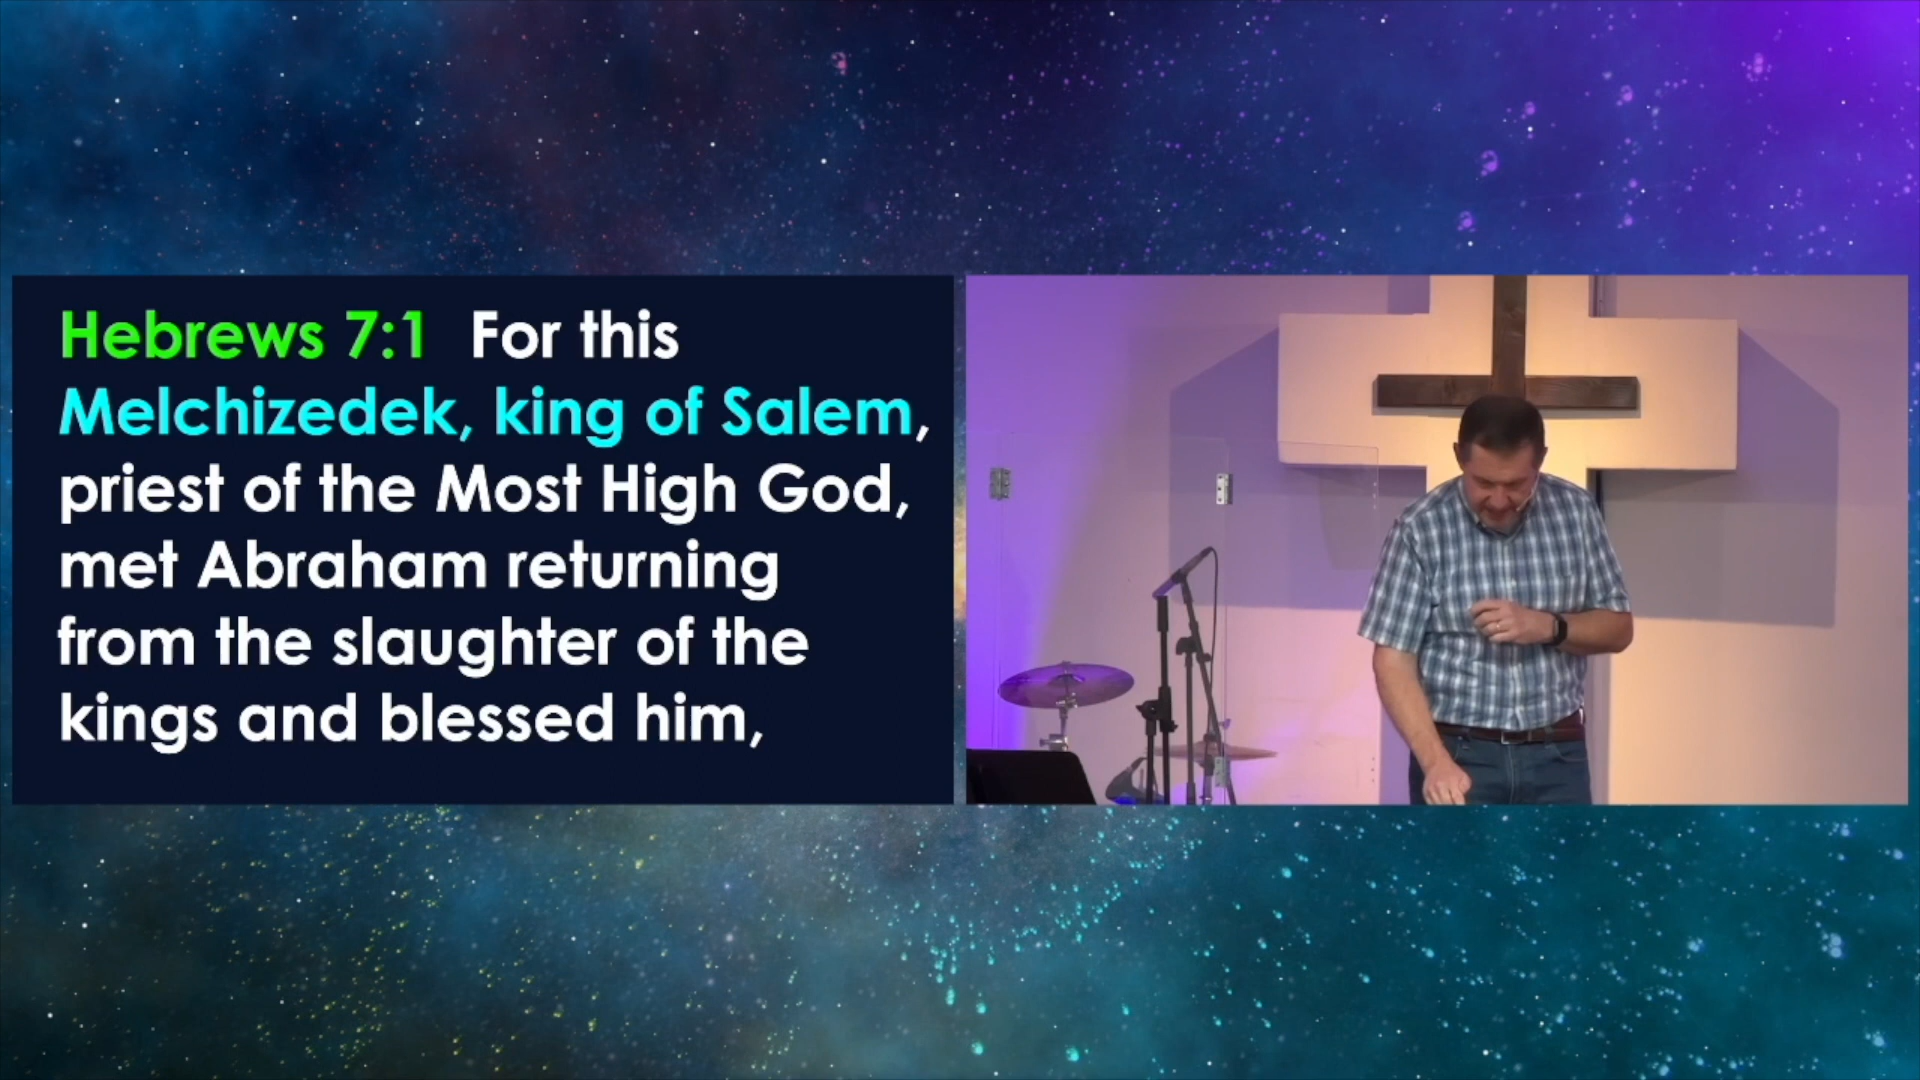 Hebrews 7:1 For this
Melchizedek, king of Salem,
priest of the Most High God,
met Abraham returning
from the slaughter of the
kings and blessed him,